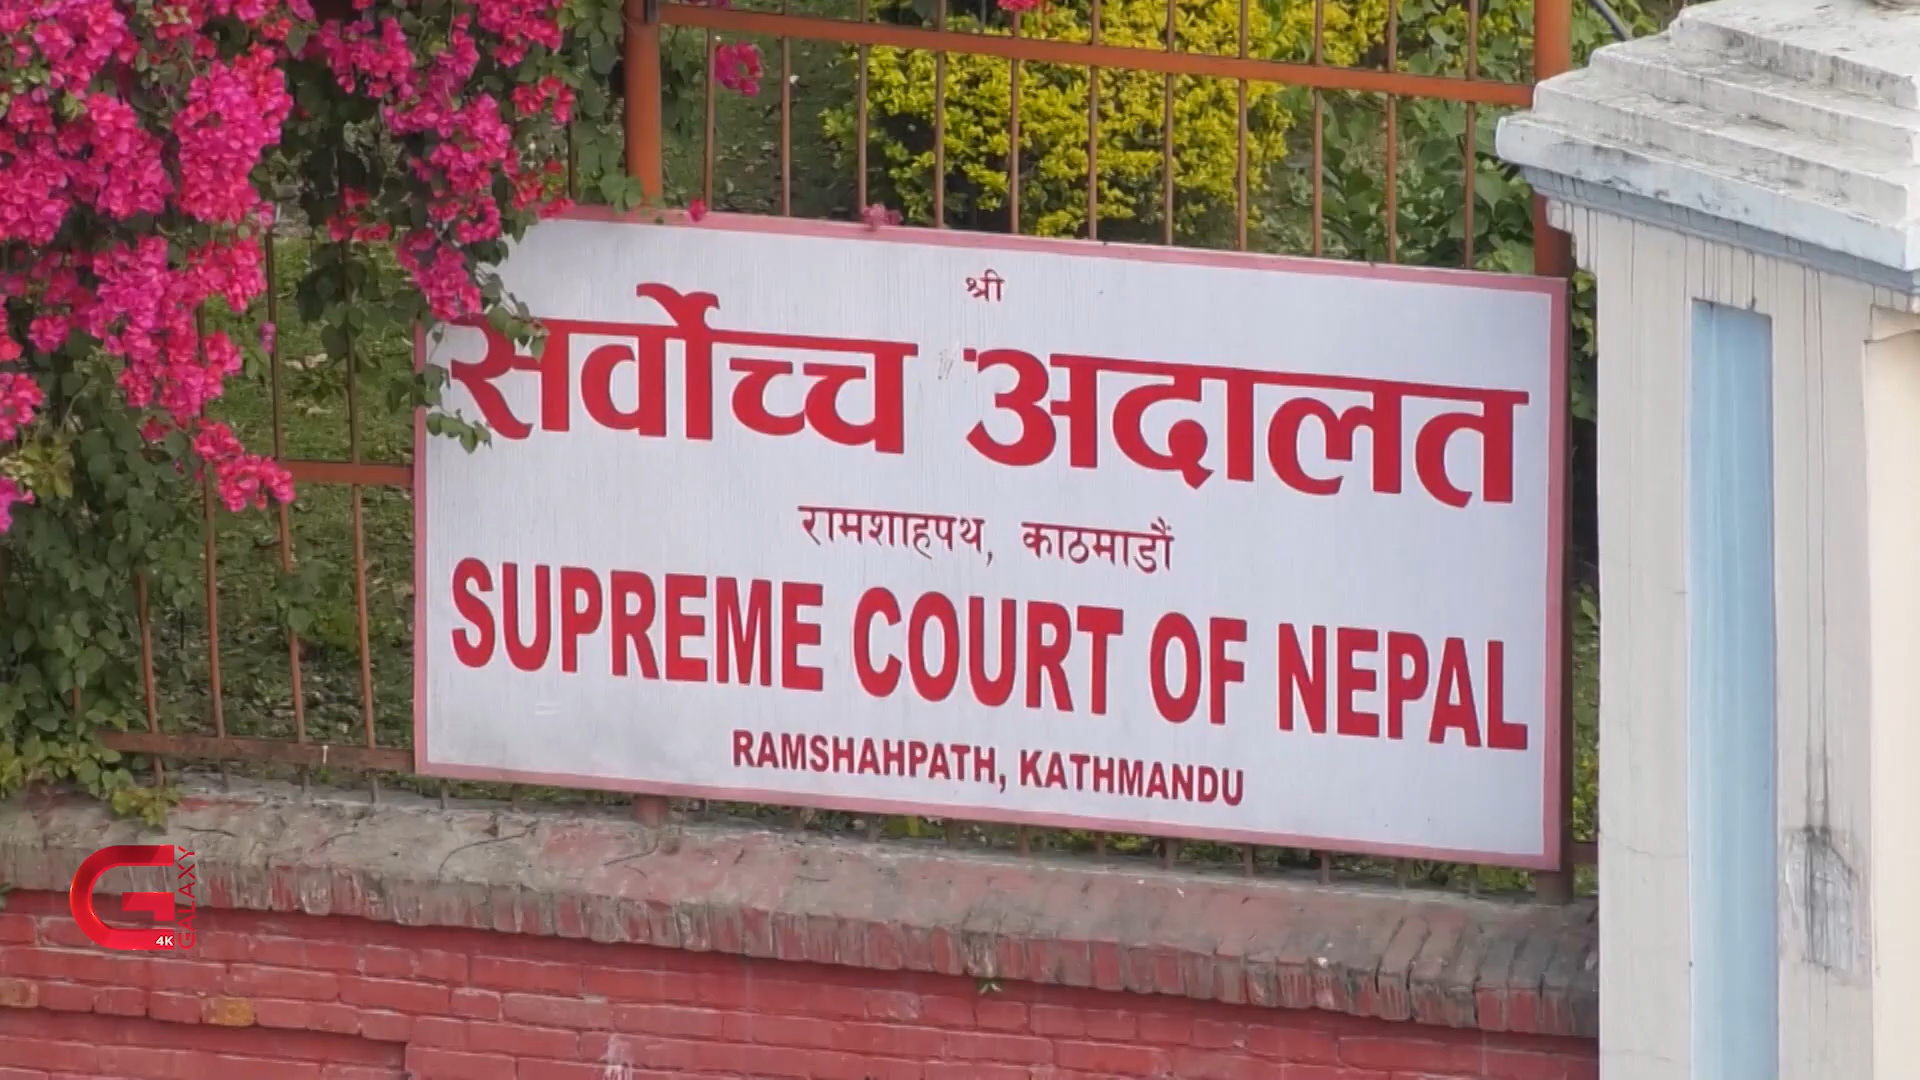 श्री
सर्वोच्च अदालत
रामशाहपथ, काठमाडौं
SUPREME COURT OF NEPAL
RAMSHAHPATH, KATHMANDU
G GALAXY
4K